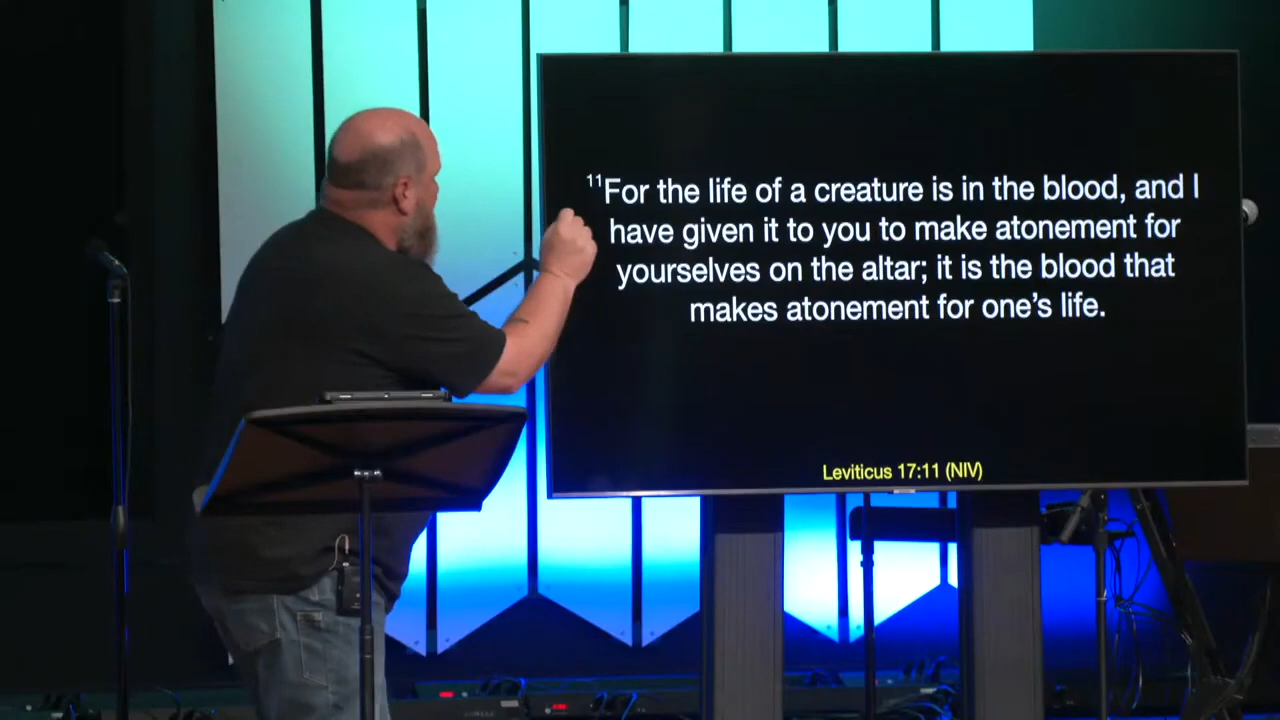 ¹¹For the life of a creature is in the blood, and I
have given it to you to make atonement for
yourselves on the altar; it is the blood that
makes atonement for one’s life.
Leviticus 17:11 (NIV)